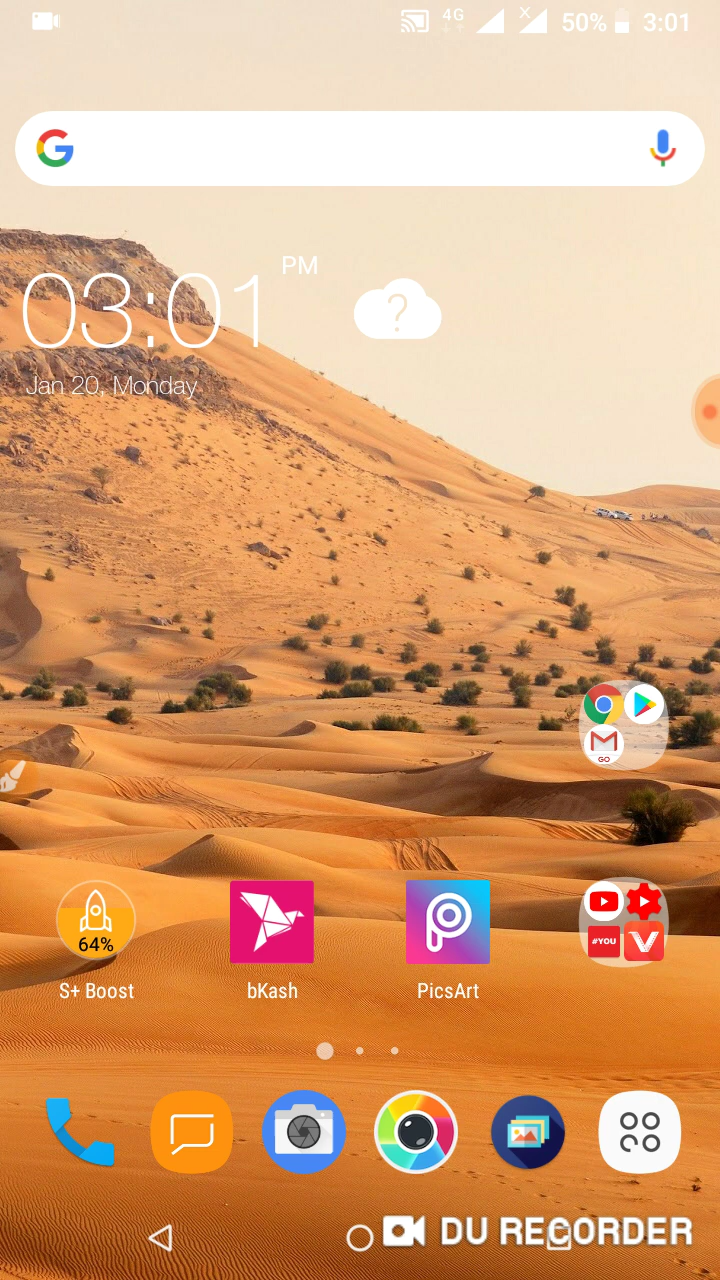 4G 50% 3:01
03:01 PM
Jan 20, Monday
GO
64%
#YOU
S+ Boost bKash PicsArt
DU RECORDER